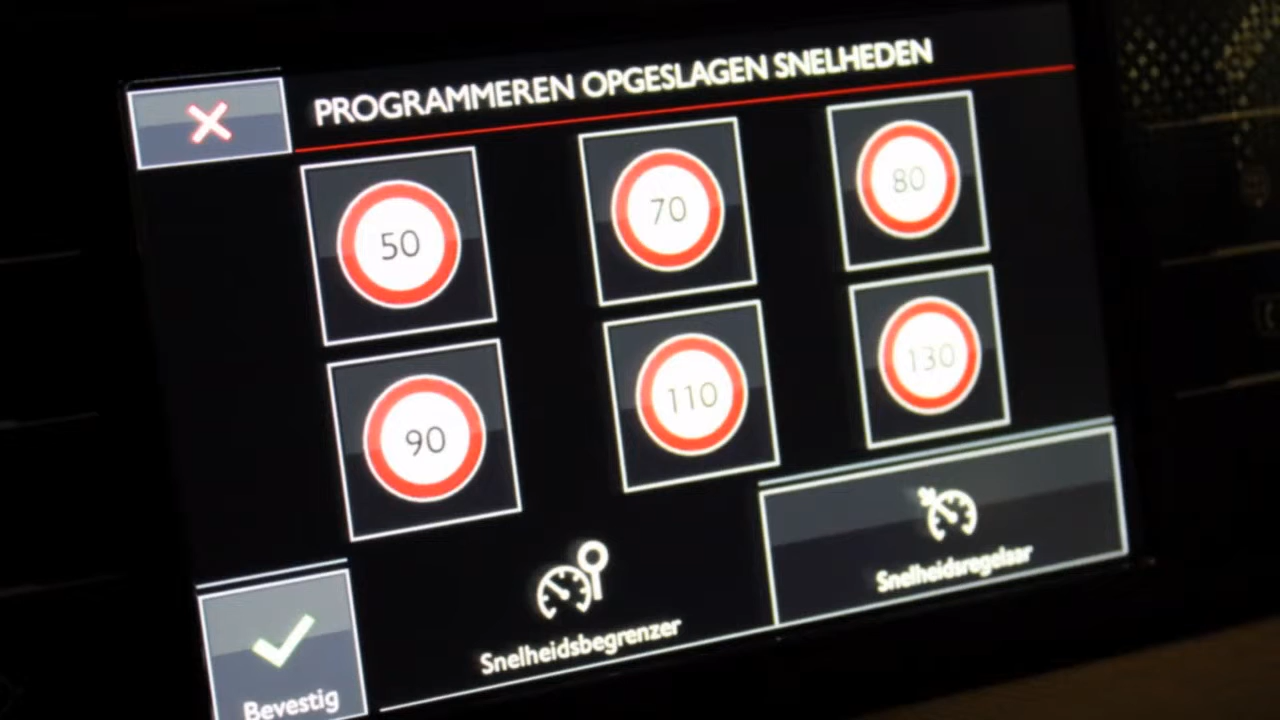 PROGRAMMEREN OPGESLAGEN SNELHEDEN
50
70
80
90
110
130
Snelheidsbegrenzer
Snelheidsregelaar
Bevestig